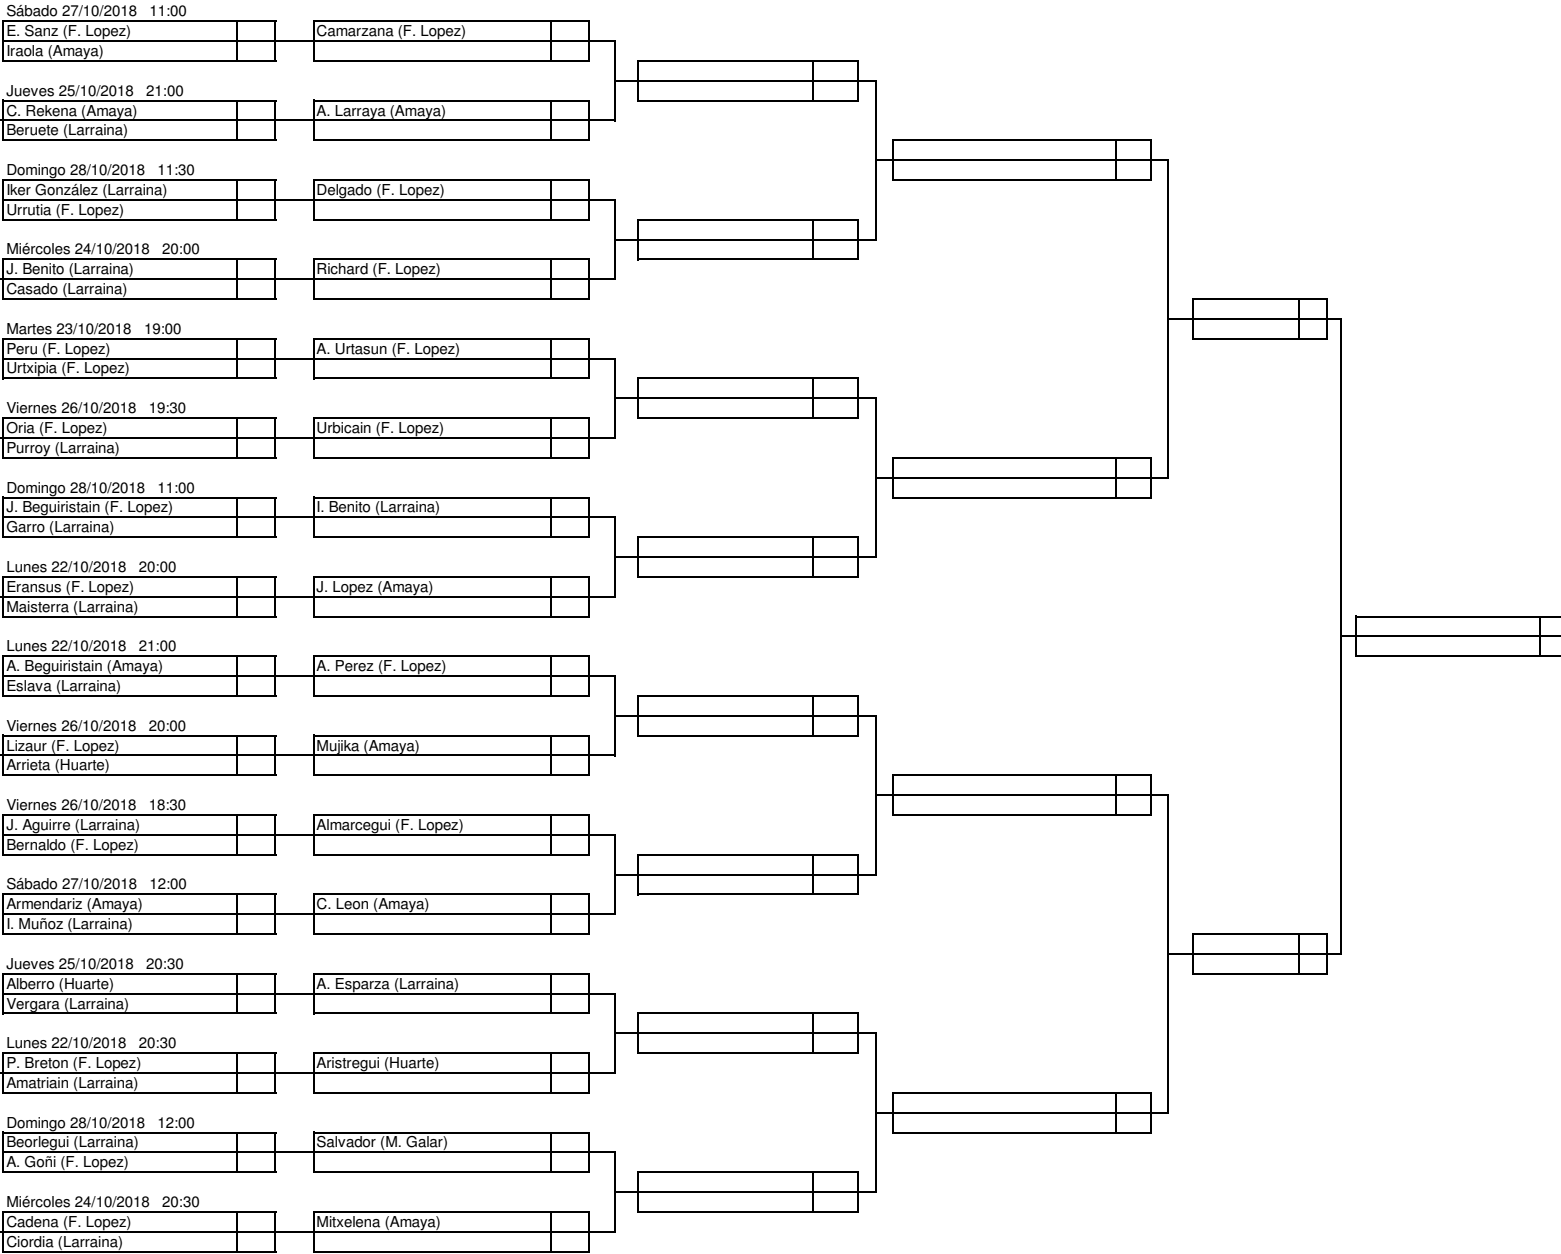 Sábado 27/10/2018 11:00
E. Sanz (F. Lopez)
Camarzana (F. Lopez)
Iraola (Amaya)
Jueves 25/10/2018 21:00
C. Rekena (Amaya)
A. Larraya (Amaya)
Beruete (Larraina)
Domingo 28/10/2018 11:30
Iker González (Larraina)
Delgado (F. Lopez)
Urrutia (F. Lopez)
Miércoles 24/10/2018 20:00
J. Benito (Larraina)
Richard (F. Lopez)
Casado (Larraina)
Martes 23/10/2018 19:00
Peru (F. Lopez)
A. Urtasun (F. Lopez)
Urtxipia (F. Lopez)
Viernes 26/10/2018 19:30
Oria (F. Lopez)
Urbicain (F. Lopez)
Purroy (Larraina)
Domingo 28/10/2018 11:00
J. Beguiristain (F. Lopez)
I. Benito (Larraina)
Garro (Larraina)
Lunes 22/10/2018 20:00
Eransus (F. Lopez)
J. Lopez (Amaya)
Maisterra (Larraina)
Lunes 22/10/2018 21:00
A. Beguiristain (Amaya)
A. Perez (F. Lopez)
Eslava (Larraina)
Viernes 26/10/2018 20:00
Lizaur (F. Lopez)
Mujika (Amaya)
Arrieta (Huarte)
Viernes 26/10/2018 18:30
J. Aguirre (Larraina)
Almarcegui (F. Lopez)
Bernaldo (F. Lopez)
Sábado 27/10/2018 12:00
Armendariz (Amaya)
C. Leon (Amaya)
I. Muñoz (Larraina)
Jueves 25/10/2018 20:30
Alberro (Huarte)
A. Esparza (Larraina)
Vergara (Larraina)
Lunes 22/10/2018 20:30
P. Breton (F. Lopez)
Aristregui (Huarte)
Amatriain (Larraina)
Domingo 28/10/2018 12:00
Beorlegui (Larraina)
Salvador (M. Galar)
A. Goñi (F. Lopez)
Miércoles 24/10/2018 20:30
Cadena (F. Lopez)
Mitxelena (Amaya)
Ciordia (Larraina)